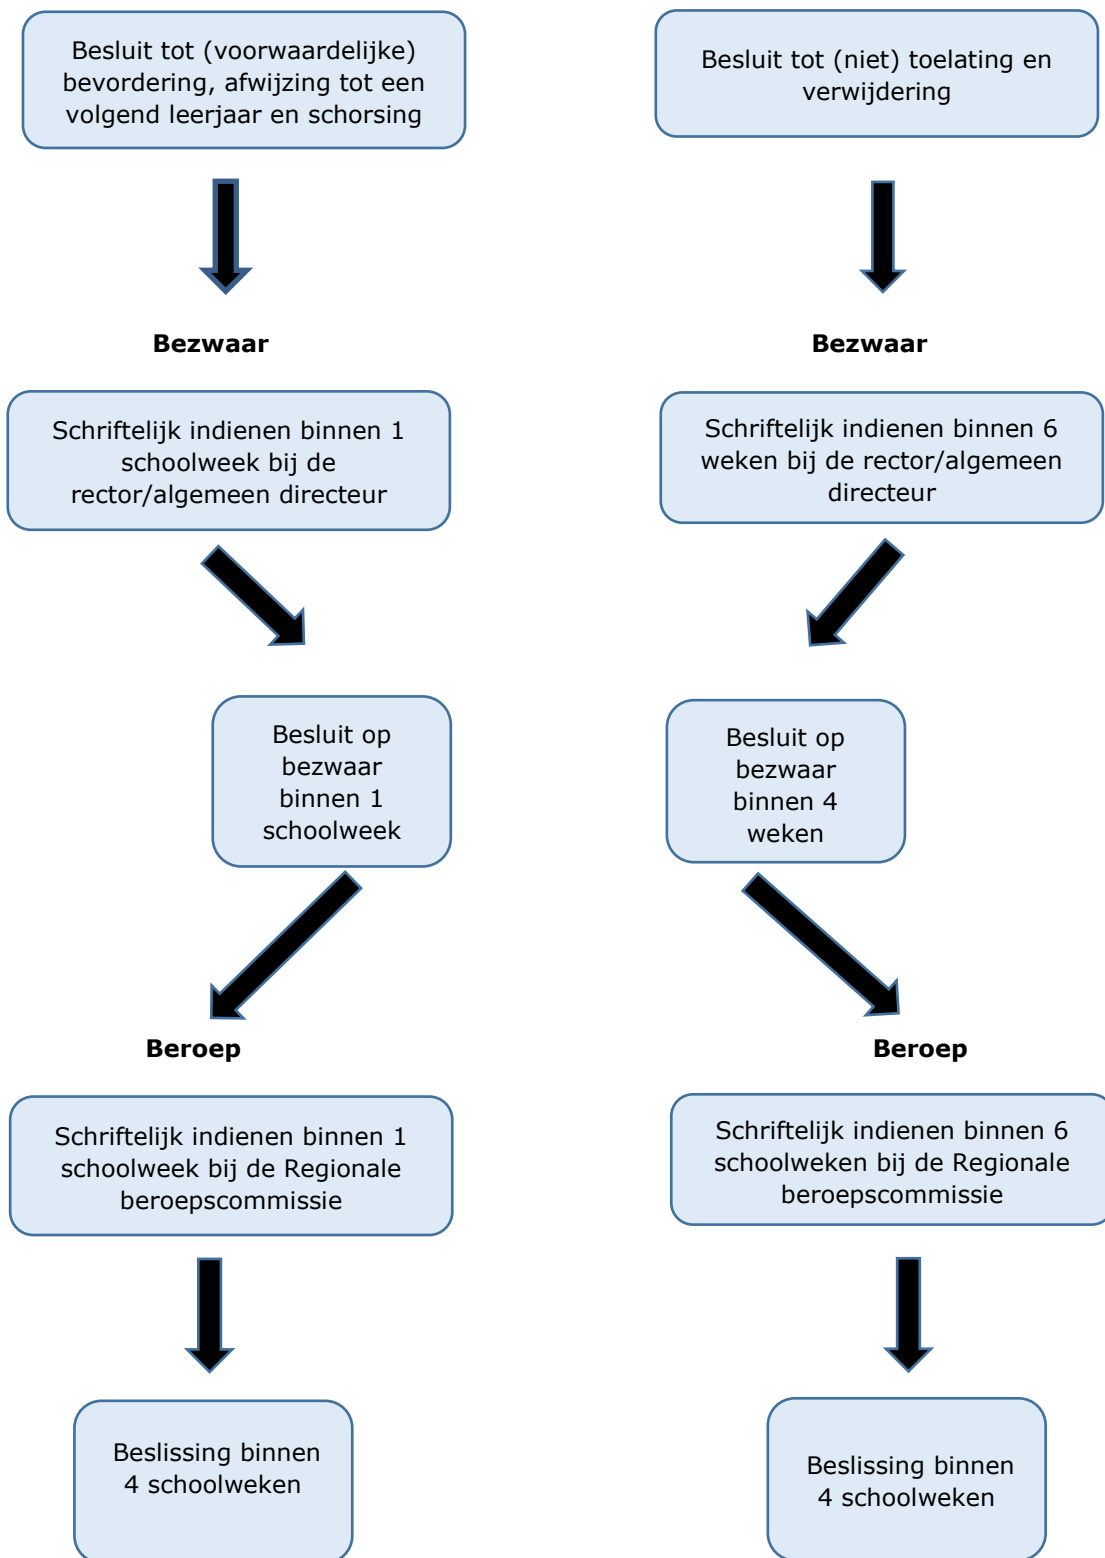 Besluit tot (voorwaardelijke)
bevordering, afwijzing tot een
volgend leerjaar en schorsing
Bezwaar
Schriftelijk indienen binnen 1
schoolweek bij de
rector/algemeen directeur
Besluit op
bezwaar
binnen 1
schoolweek
Beroep
Schriftelijk indienen binnen 1
schoolweek bij de Regionale
beroepscommissie
Beslissing binnen
4 schoolweken
Besluit tot (niet) toelating en
verwijdering
Bezwaar
Schriftelijk indienen binnen 6
weken bij de rector/algemeen
directeur
Besluit op
bezwaar
binnen 4
weken
Beroep
Schriftelijk indienen binnen 6
schoolweken bij de Regionale
beroepscommissie
Beslissing binnen
4 schoolweken